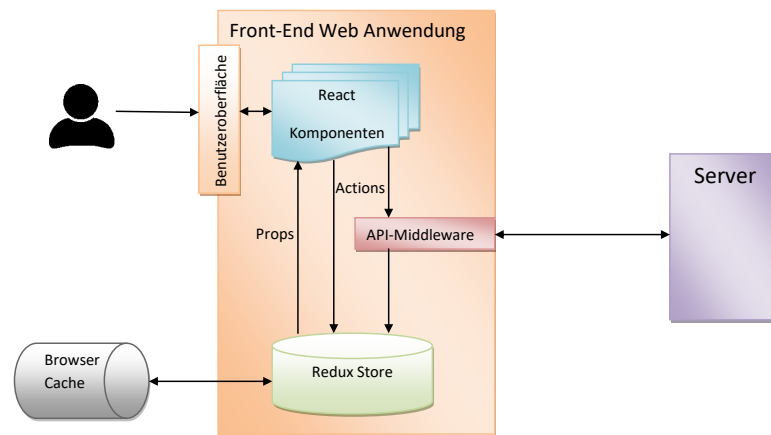 Front-End Web Anwendung
Benutzeroberfläche
React
Komponenten
Actions
Props
API-Middleware
Server
Redux Store
Browser
Cache